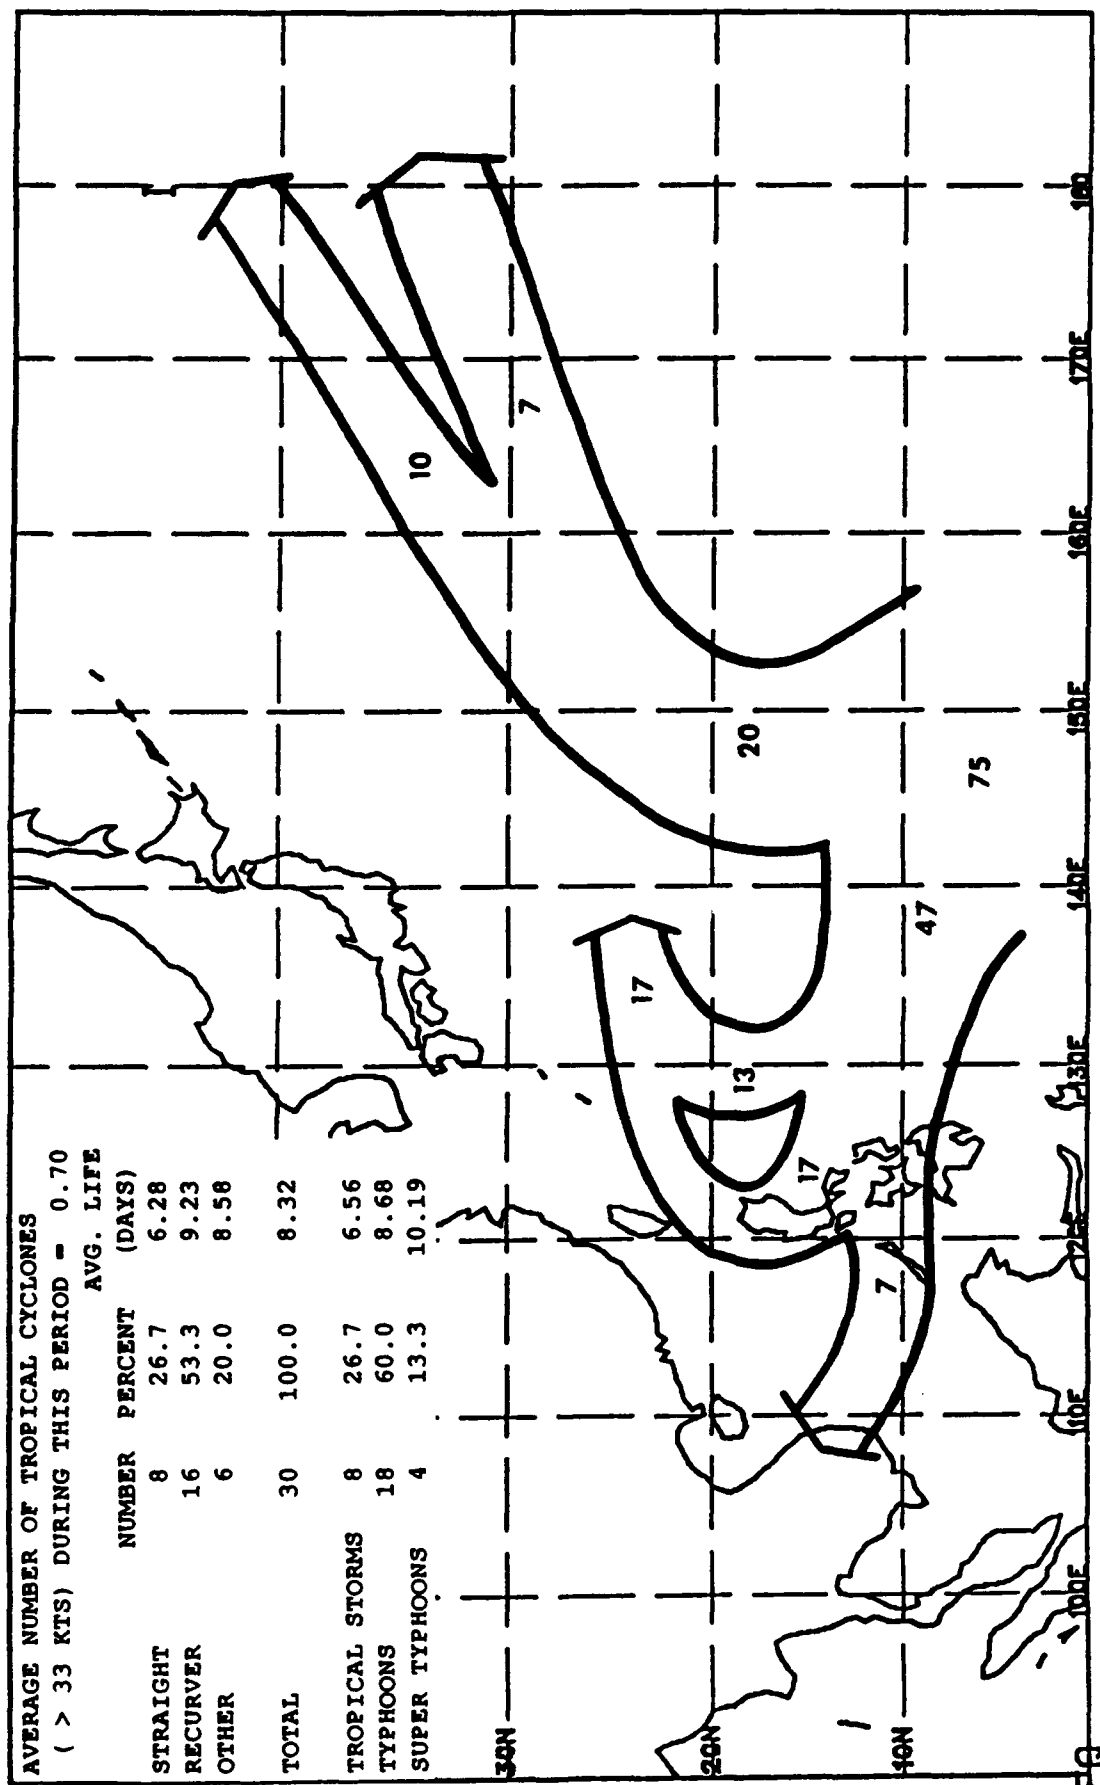 AVERAGE NUMBER OF TROPICAL CYCLONES
( > 33 KTS) DURING THIS PERIOD = 0.70
AVG. LIFE
NUMBER PERCENT (DAYS)
STRAIGHT 8 26.7 6.28
RECURVER 16 53.3 9.23
OTHER 6 20.0 8.58
TOTAL 30 100.0 8.32
TROPICAL STORMS 8 26.7 6.56
TYPHOONS 18 60.0 8.68
SUPER TYPHOONS 4 13.3 10.19
10
30N
7
17
20N
13
20
17
7
10N
47
75
100E
110E
120E
130E
140E
150E
160E
170E
180